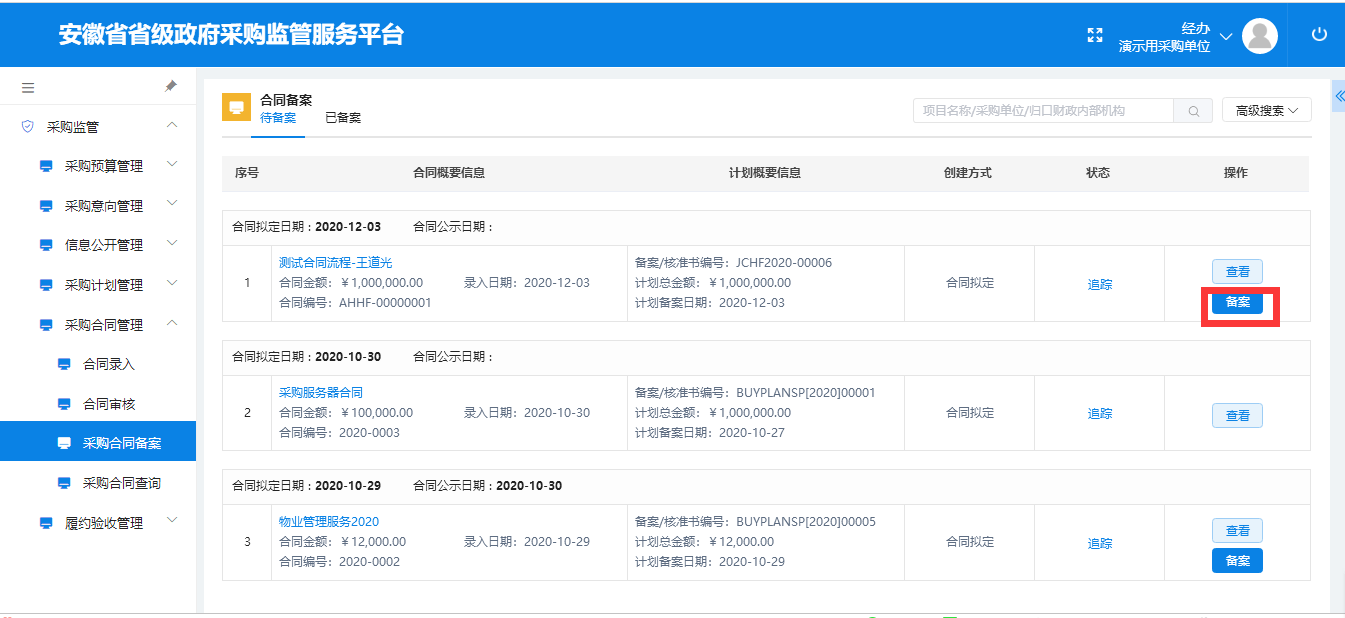 安徽省省级政府采购监管服务平台
经办
演示用采购单位
采购监管
采购预算管理
采购意向管理
信息公开管理
采购计划管理
采购合同管理
合同录入
合同审核
采购合同备案
采购合同查询
履约验收管理
合同备案
待备案 已备案
项目名称/采购单位/归口财政内部机构
高级搜索
序号 合同概要信息 计划概要信息 创建方式 状态 操作
合同拟定日期：2020-12-03 合同公示日期：
1
测试合同流程-王道光
合同金额：￥1,000,000.00 录入日期：2020-12-03
合同编号：AHHF-00000001
备案/核准书编号：JCHF2020-00006
计划总金额：￥1,000,000.00
计划备案日期：2020-12-03
合同拟定
追踪
查看
备案
合同拟定日期：2020-10-30 合同公示日期：
2
采购服务器合同
合同金额：￥100,000.00 录入日期：2020-10-30
合同编号：2020-0003
备案/核准书编号：BUYPLANSP[2020]00001
计划总金额：￥1,000,000.00
计划备案日期：2020-10-27
合同拟定
追踪
查看
合同拟定日期：2020-10-29 合同公示日期：2020-10-30
3
物业管理服务2020
合同金额：￥12,000.00 录入日期：2020-10-29
合同编号：2020-0002
备案/核准书编号：BUYPLANSP[2020]00005
计划总金额：￥12,000.00
计划备案日期：2020-10-29
合同拟定
追踪
查看
备案